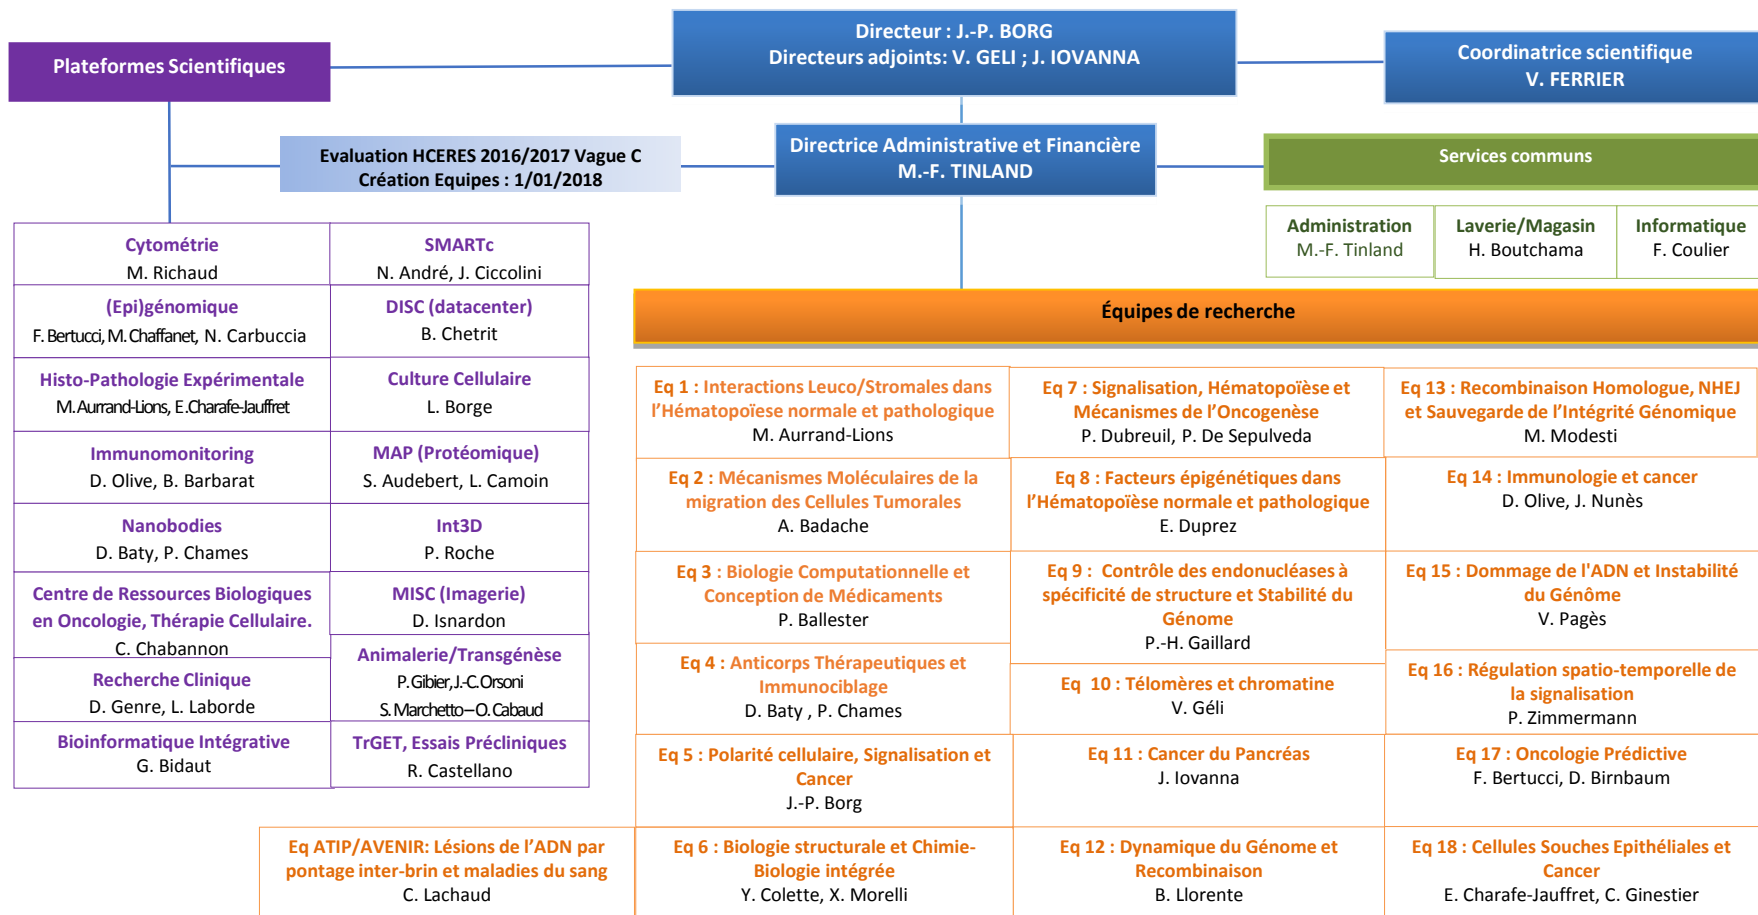 Plateformes Scientifiques
Directeur : J.-P. BORG
Directeurs adjoints: V. GELI ; J. IOVANNA
Coordinatrice scientifique
V. FERRIER
Evaluation HCERES 2016/2017 Vague C
Création Equipes : 1/01/2018
Directrice Administrative et Financière
M.-F. TINLAND
Services communs
Administration
M.-F. Tinland
Laverie/Magasin
H. Boutchama
Informatique
F. Coulier
Cytométrie
M. Richaud
SMARTc
N. André, J. Ciccolini
(Epi)génomique
F. Bertucci, M. Chaffanet, N. Carbuccia
DISC (datacenter)
B. Chetrit
Histo-Pathologie Expérimentale
M. Aurrand-Lions, E. Charafe-Jauffret
Culture Cellulaire
L. Borge
Immunomonitoring
D. Olive, B. Barbarat
MAP (Protéomique)
S. Audebert, L. Camoin
Nanobodies
D. Baty, P. Chames
Int3D
P. Roche
Centre de Ressources Biologiques
en Oncologie, Thérapie Cellulaire.
C. Chabannon
MISC (Imagerie)
D. Isnardon
Recherche Clinique
D. Genre, L. Laborde
Animalerie/Transgénèse
P. Gibier, J.-C. Orsoni
S. Marchetto – O. Cabaud
Bioinformatique Intégrative
G. Bidaut
TrGET, Essais Précliniques
R. Castellano
Équipes de recherche
Eq 1 : Interactions Leuco/Stromales dans
l’Hématopoïese normale et pathologique
M. Aurrand-Lions
Eq 7 : Signalisation, Hématopoïèse et
Mécanismes de l’Oncogenèse
P. Dubreuil, P. De Sepulveda
Eq 13 : Recombinaison Homologue, NHEJ
et Sauvegarde de l’Intégrité Génomique
M. Modesti
Eq 2 : Mécanismes Moléculaires de la
migration des Cellules Tumorales
A. Badache
Eq 8 : Facteurs épigénétiques dans
l’Hématopoïèse normale et pathologique
E. Duprez
Eq 14 : Immunologie et cancer
D. Olive, J. Nunès
Eq 3 : Biologie Computationnelle et
Conception de Médicaments
P. Ballester
Eq 9 : Contrôle des endonucléases à
spécificité de structure et Stabilité du
Génome
P.-H. Gaillard
Eq 15 : Dommage de l'ADN et Instabilité
du Génôme
V. Pagès
Eq 4 : Anticorps Thérapeutiques et
Immunociblage
D. Baty , P. Chames
Eq 10 : Télomères et chromatine
V. Géli
Eq 16 : Régulation spatio-temporelle de
la signalisation
P. Zimmermann
Eq 5 : Polarité cellulaire, Signalisation et
Cancer
J.-P. Borg
Eq 11 : Cancer du Pancréas
J. Iovanna
Eq 17 : Oncologie Prédictive
F. Bertucci, D. Birnbaum
Eq ATIP/AVENIR: Lésions de l’ADN par
pontage inter-brin et maladies du sang
C. Lachaud
Eq 6 : Biologie structurale et Chimie-
Biologie intégrée
Y. Colette, X. Morelli
Eq 12 : Dynamique du Génome et
Recombinaison
B. Llorente
Eq 18 : Cellules Souches Epithéliales et
Cancer
E. Charafe-Jauffret, C. Ginestier